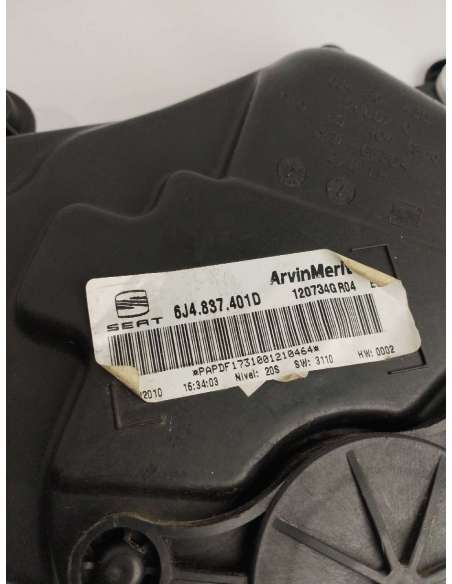 ArvinMerit
SEAT 6J4.837.401D 120734G R04
*PAPDF1731001210464*
/2010 16:34:03 Nivel: 20S SW: 3110 HW: 0002